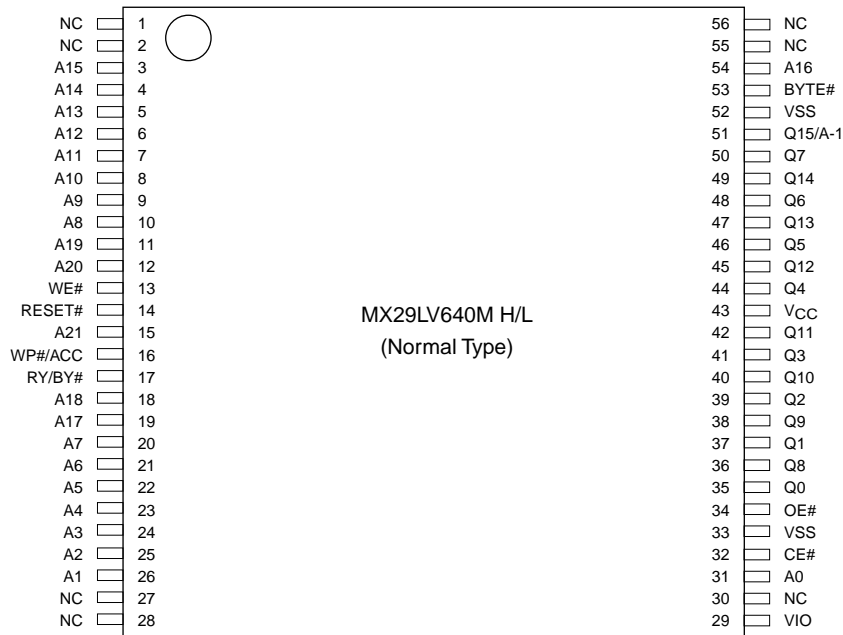 NC 1 56 NC
NC 2 55 NC
A15 3 54 A16
A14 4 53 BYTE#
A13 5 52 VSS
A12 6 51 Q15/A-1
A11 7 50 Q7
A10 8 49 Q14
A9 9 48 Q6
A8 10 47 Q13
A19 11 46 Q5
A20 12 45 Q12
WE# 13 44 Q4
RESET# 14 43 VCC
A21 15 42 Q11
WP#/ACC 16 41 Q3
RY/BY# 17 40 Q10
A18 18 39 Q2
A17 19 38 Q9
A7 20 37 Q1
A6 21 36 Q8
A5 22 35 Q0
A4 23 34 OE#
A3 24 33 VSS
A2 25 32 CE#
A1 26 31 A0
NC 27 30 NC
NC 28 29 VIO
MX29LV640M H/L
(Normal Type)